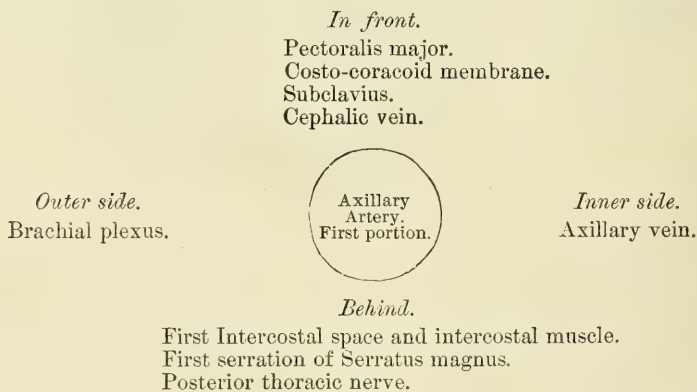 In front.
Pectoralis major.
Costo-coracoid membrane.
Subclavius.
Cephalic vein.
Outer side.
Brachial plexus.
Axillary
Artery.
First portion.
Inner side.
Axillary vein.
Behind.
First Intercostal space and intercostal muscle.
First serration of Serratus magnus.
Posterior thoracic nerve.